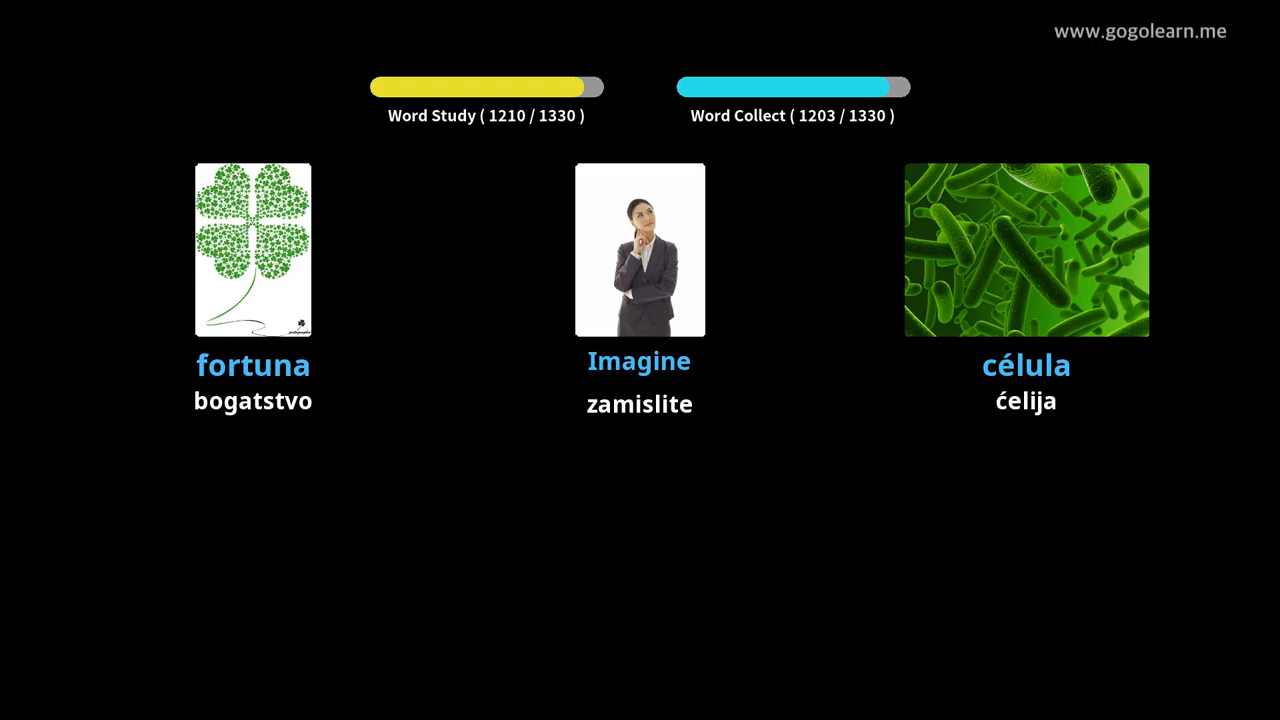 www.gogolearn.me
Word Study ( 1210 / 1330 )
Word Collect ( 1203 / 1330 )
fortuna
bogatstvo
Imagine
zamislite
célula
ćelija